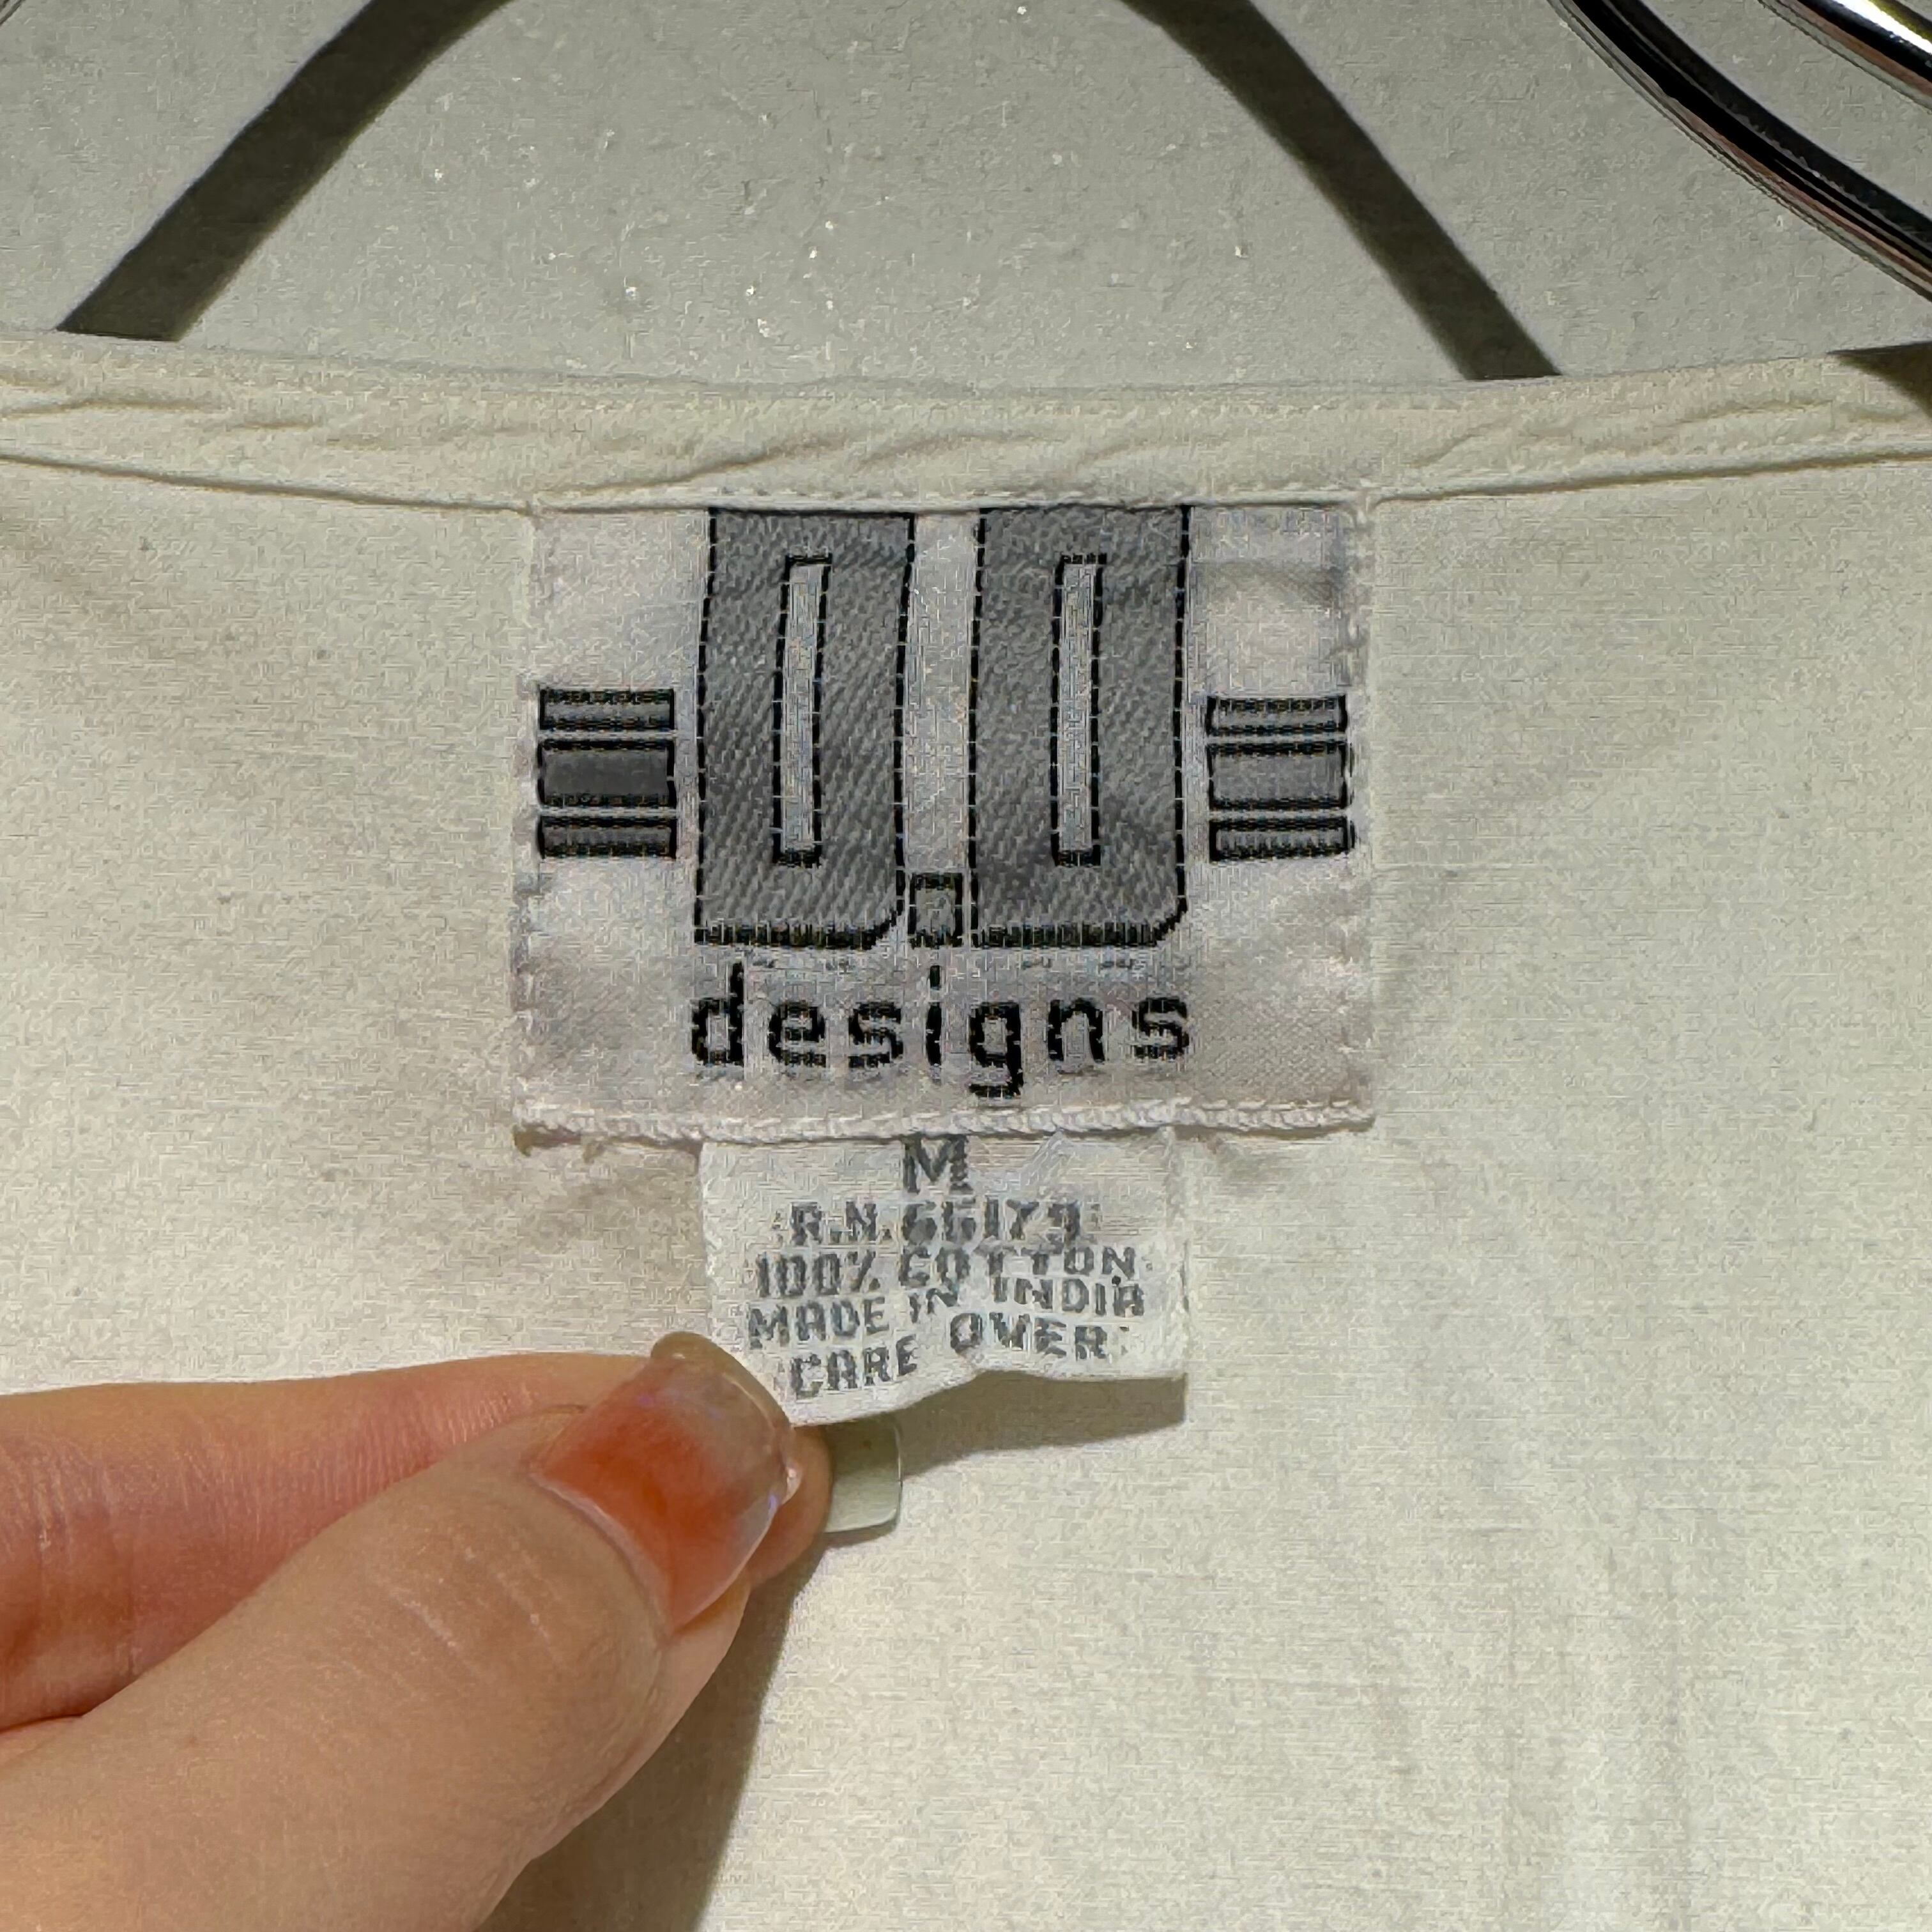 D.D
designs
M
R.N. 66179
100% COTTON
MADE IN INDIA
CARE OVER